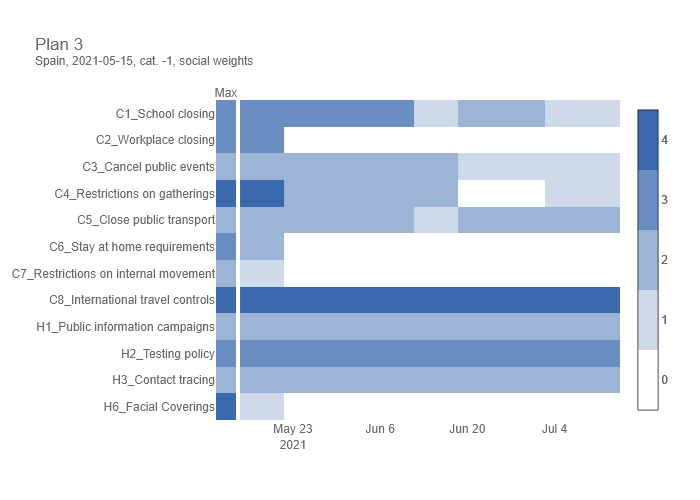 Plan 3
Spain, 2021-05-15, cat. -1, social weights
Max
C1_School closing
C2_Workplace closing
C3_Cancel public events
C4_Restrictions on gatherings
C5_Close public transport
C6_Stay at home requirements
C7_Restrictions on internal movement
C8_International travel controls
H1_Public information campaigns
H2_Testing policy
H3_Contact tracing
H6_Facial Coverings
May 23
2021
Jun 6
Jun 20
Jul 4
4
3
2
1
0